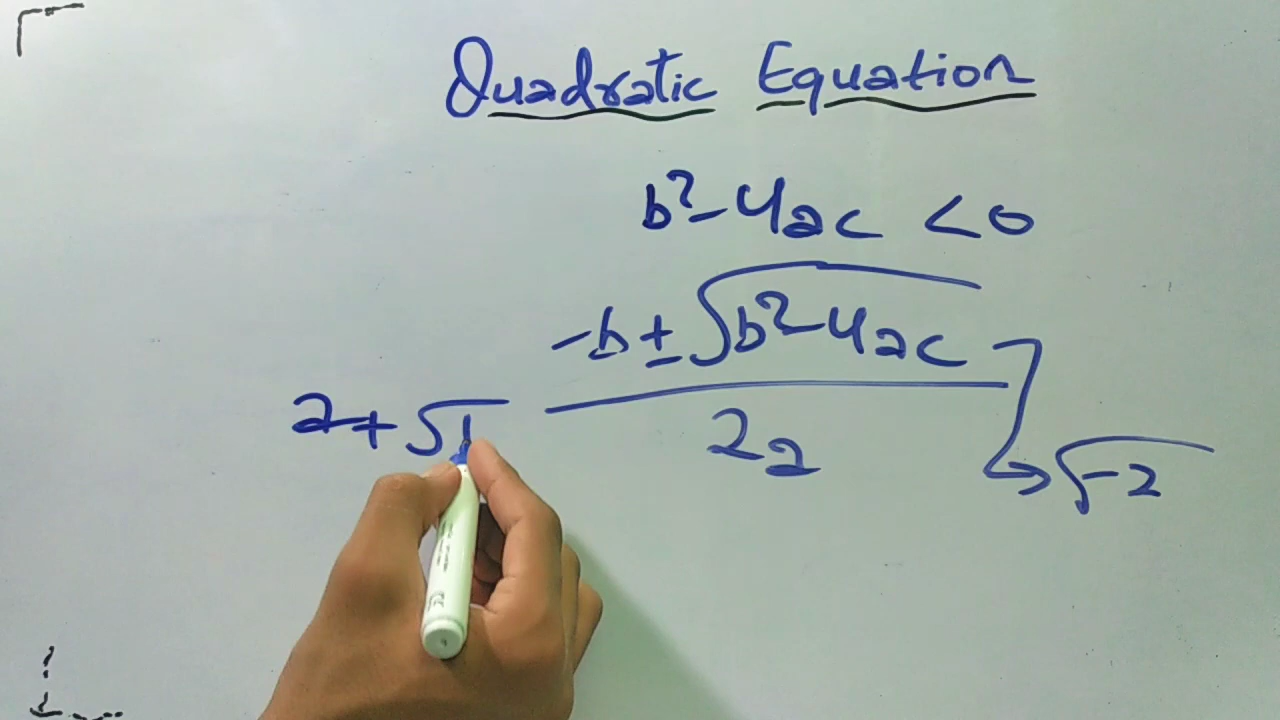 Quadratic Equation
b²-4ac <0
-b±√b²-4ac
2a
→√-2
2+√1